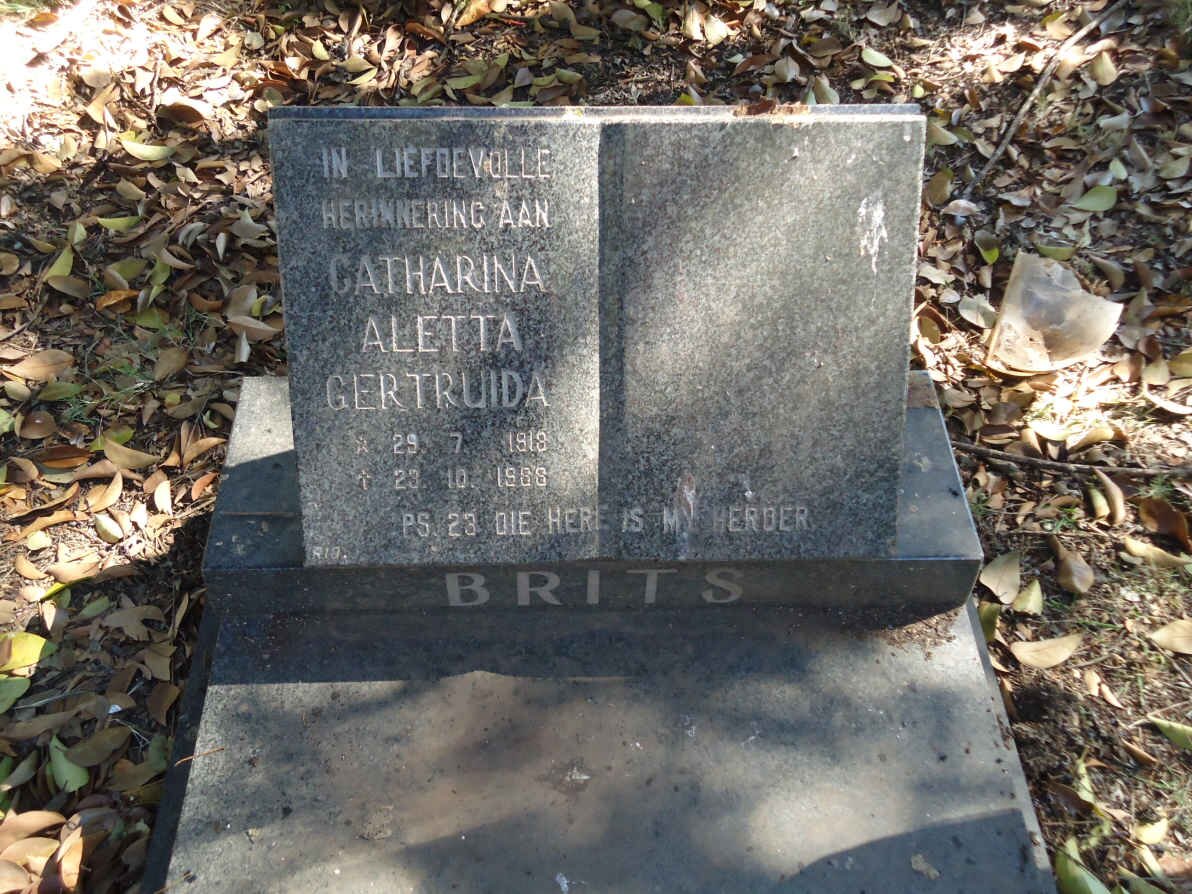 IN LIEFDEVOLLE
HERINNERING AAN
CATHARINA
ALETTA
GERTRUIDA
☆ 29 7 1918
† 23 10 1988
PS. 23 DIE HERE IS MY HERDER
BRITS